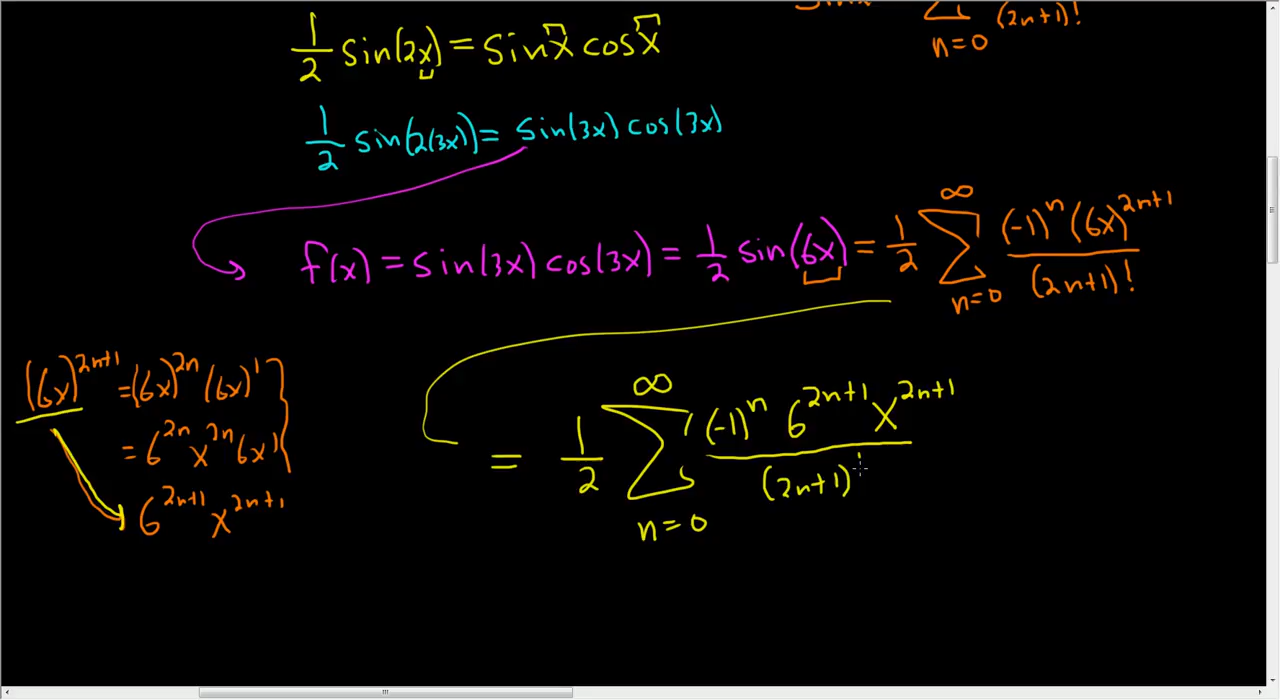 1/2 sin(2x) = sinx cosx
(2n+1)!
n=0
1/2 sin(2(3x)) = sin(3x) cos(3x)
f(x) = sin(3x) cos(3x) = 1/2 sin(6x) = 1/2 ∑ n=0 ∞ (-1)^n (6x)^2n+1 / (2n+1)!
(6x)^2n+1 = (6x)^2n (6x)^1
= 6^2n x^2n 6x
6^2n+1 x^2n+1
= 1/2 ∑ n=0 ∞ (-1)^n 6^2n+1 x^2n+1 / (2n+1)